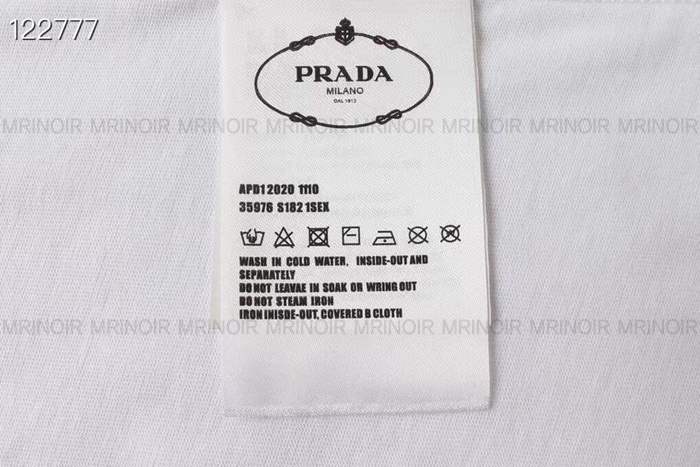 122777
PRADA
MILANO
DAL 1913
MRINOIR MRINOIR MRINOIR MRINOIR MRINOIR MRINOIR MRINOIR MRINOIR
APD1 2020 1110
35976 S182 1SEX
WASH IN COLD WATER, INSIDE-OUT AND
SEPARATELY
DO NOT LEAVAE IN SOAK OR WRING OUT
DO NOT STEAM IRON
IRON INISDE-OUT, COVERED B CLOTH
MRINOIR MRINOIR MRINOIR MRINOIR MRINOIR MRINOIR MRINOIR MRINOIR